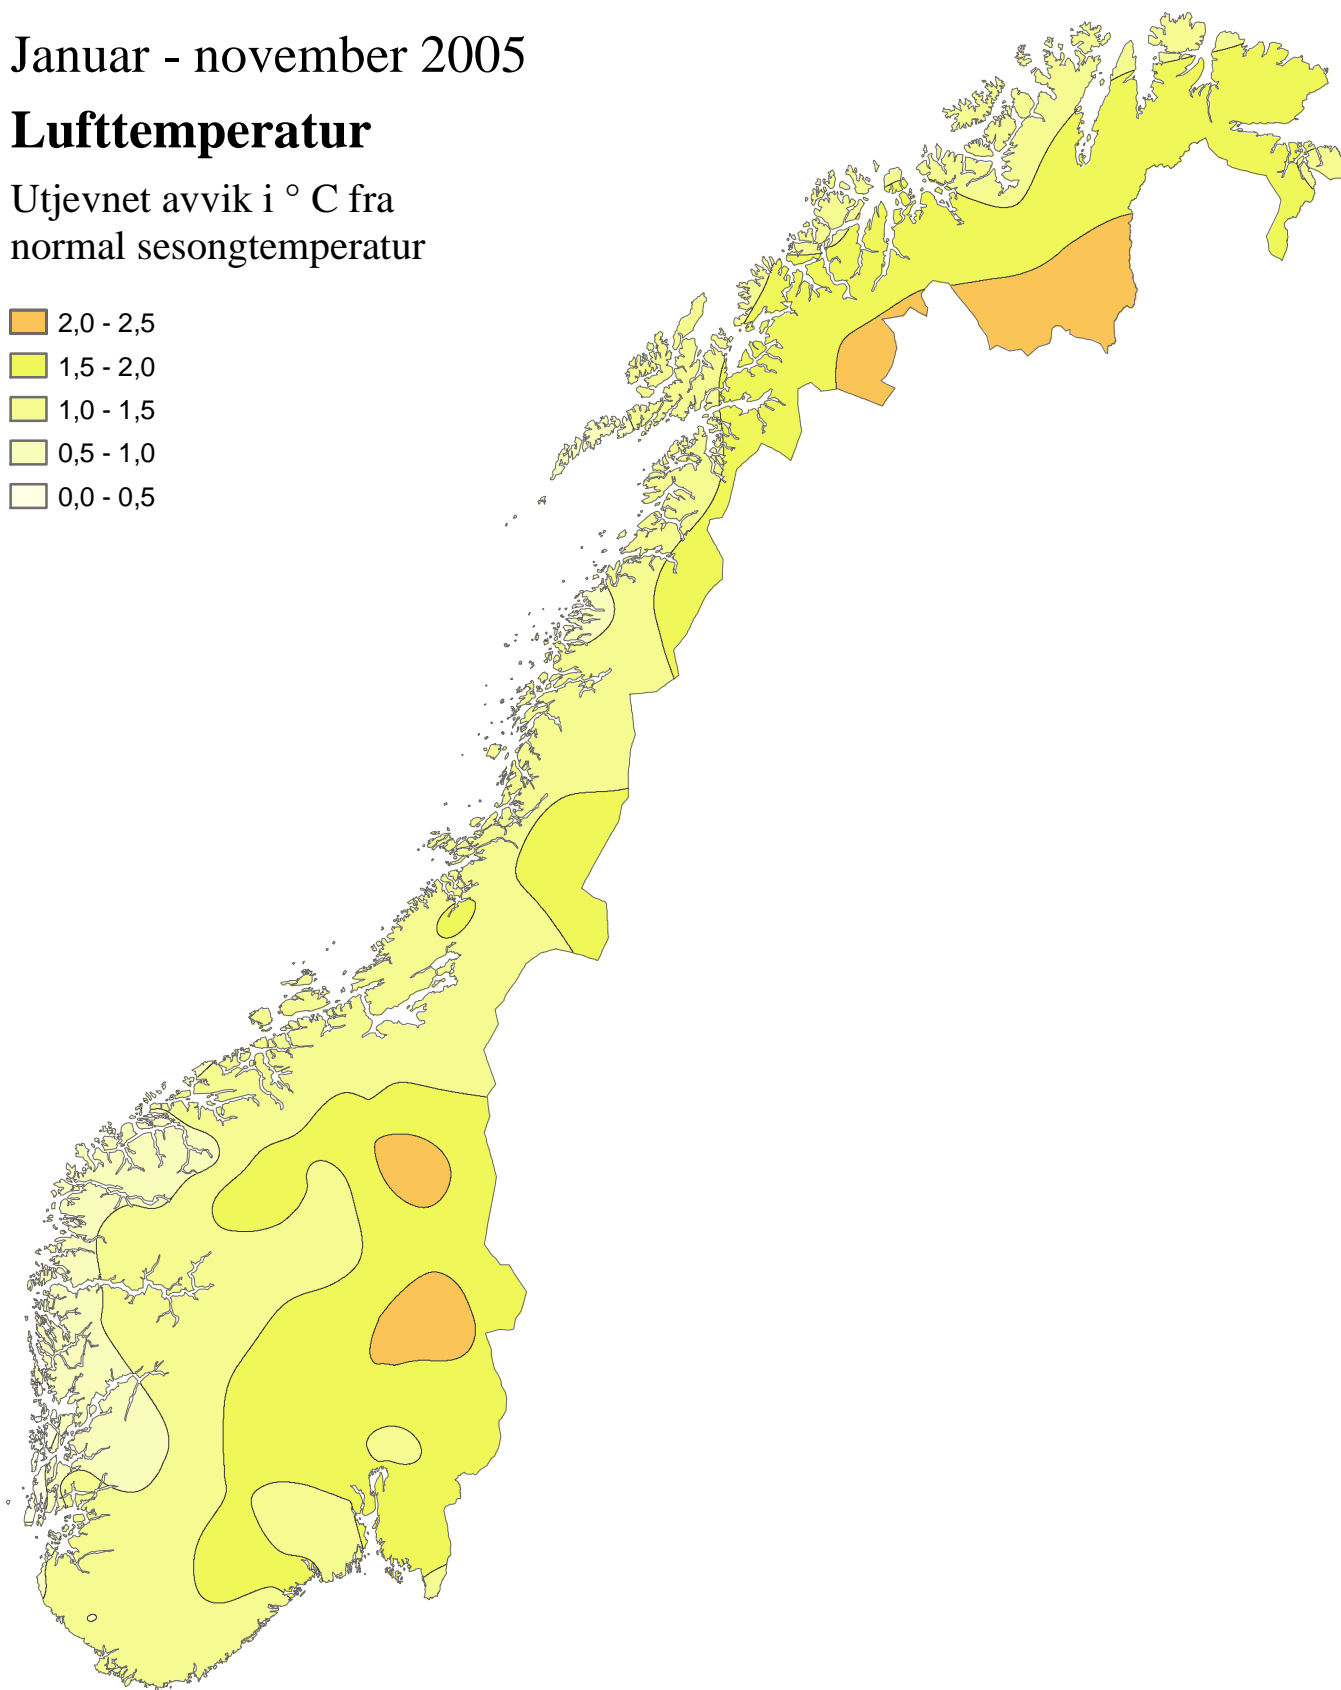 Januar - november 2005
Lufttemperatur
Utjevnet avvik i ° C fra
normal sesongtemperatur
2,0 - 2,5
1,5 - 2,0
1,0 - 1,5
0,5 - 1,0
0,0 - 0,5